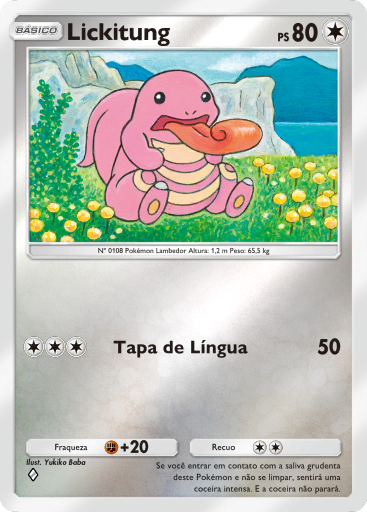 BÁSICO Lickitung PS 80
Nº 0108 Pokémon Lambedor Altura: 1,2 m Peso: 65,5 kg
Tapa de Língua 50
Fraqueza +20 Recuo
Ilust. Yukiko Baba
Se você entrar em contato com a saliva grudenta
deste Pokémon e não se limpar, sentirá uma
coceira intensa. E a coceira não parará.